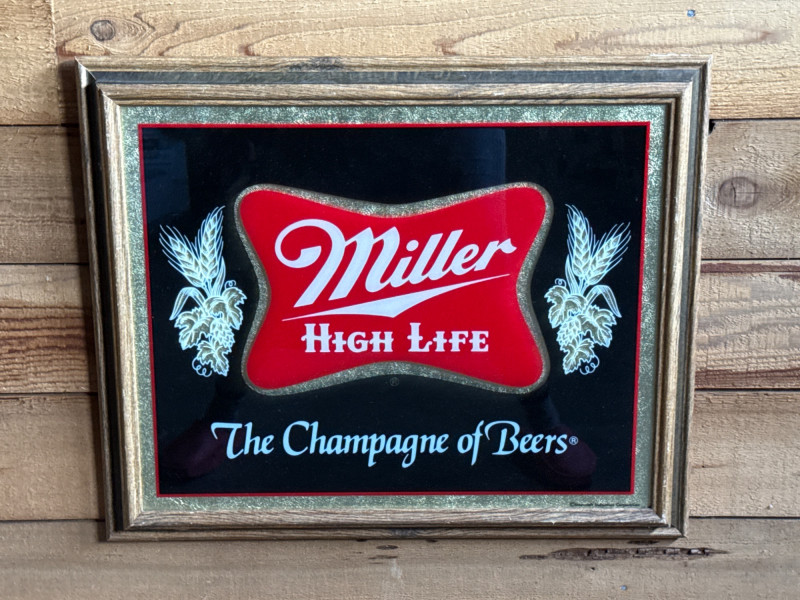 Miller
HIGH LIFE
®
The Champagne of Beers®